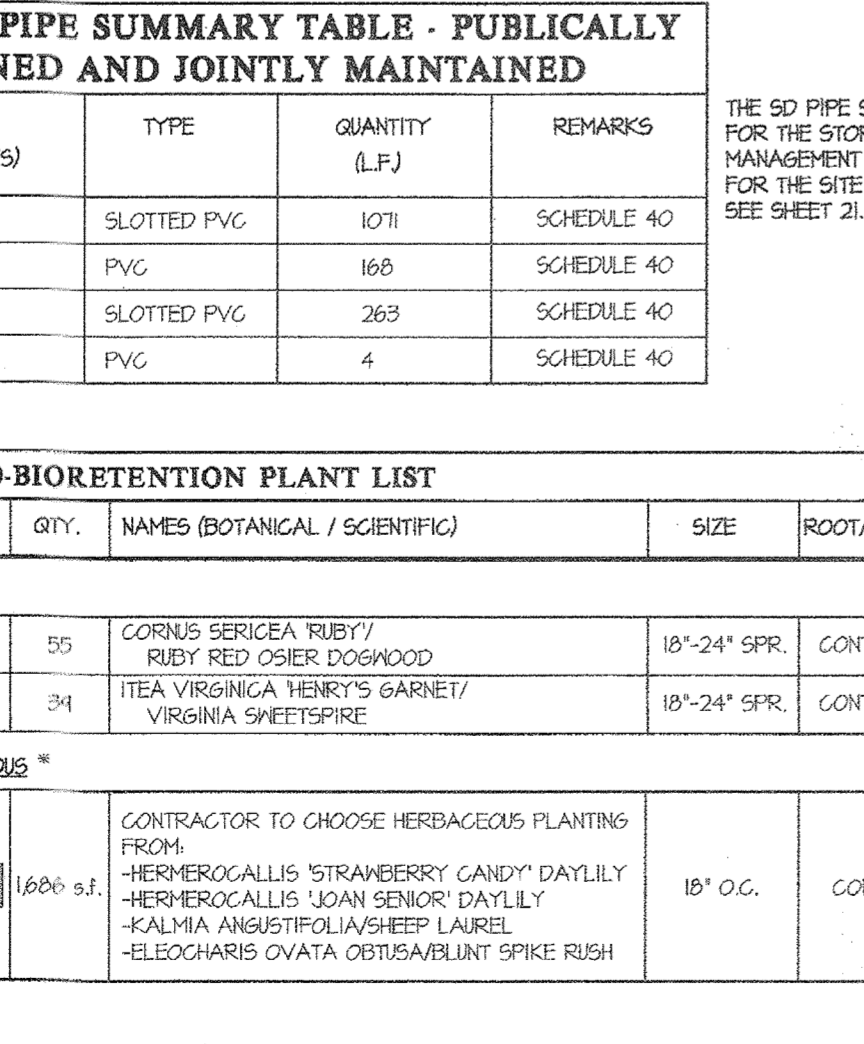 PIPE SUMMARY TABLE - PUBLICALLY
NED AND JOINTLY MAINTAINED
S) TYPE QUANTITY (L.F.) REMARKS
SLOTTED PVC 1071 SCHEDULE 40
PVC 168 SCHEDULE 40
SLOTTED PVC 263 SCHEDULE 40
PVC 4 SCHEDULE 40
THE SD PIPE S
FOR THE STOR
MANAGEMENT
FOR THE SITE
SEE SHEET 21.
-BIORETENTION PLANT LIST
QTY. NAMES (BOTANICAL / SCIENTIFIC) SIZE ROOT/
55 CORNUS SERICEA 'RUBY'/ 18"-24" SPR. CONT
RUBY RED OSIER DOGWOOD
39 ITEA VIRGINICA 'HENRY'S GARNET/ 18"-24" SPR. CONT
VIRGINIA SWEETSPIRE
OUS *
CONTRACTOR TO CHOOSE HERBACEOUS PLANTING
FROM:
-HERMEROCALLIS 'STRAWBERRY CANDY' DAYLILY
1,686 s.f. -HERMEROCALLIS 'JOAN SENIOR' DAYLILY 18" O.C. CO
-KALMIA ANGUSTIFOLIA/SHEEP LAUREL
-ELEOCHARIS OVATA OBTUSA/BLUNT SPIKE RUSH